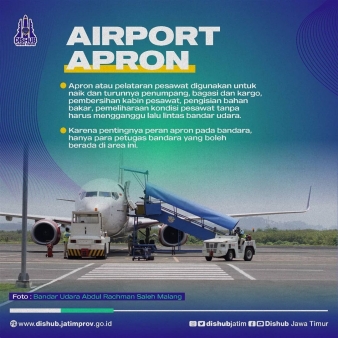 DISHUB
AIRPORT
APRON
Apron atau pelataran pesawat digunakan untuk
naik dan turunnya penumpang, bagasi dan kargo,
pembersihan kabin pesawat, pengisian bahan
bakar, pemeliharaan kondisi pesawat tanpa
harus mengganggu lalu lintas bandar udara.
Karena pentingnya peran apron pada bandara,
hanya para petugas bandara yang boleh
berada di area ini.
Foto : Bandar Udara Abdul Rachman Saleh Malang
www.dishub.jatimprov.go.id
dishubjatim
Dishub Jawa Timur